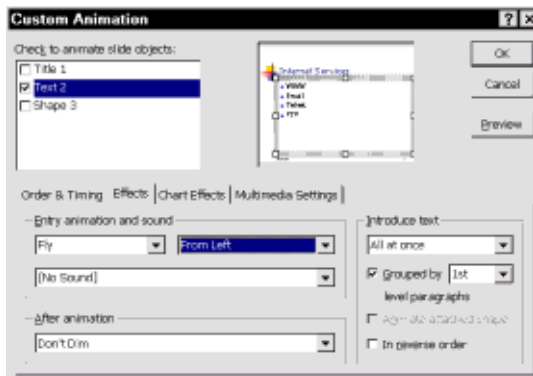 Custom Animation
Check to animate slide objects:
Title 1
Text 2
Shape 3
Internet Services
WWW
Email
Telnet
FTP
OK
Cancel
Preview
Order & Timing Effects Chart Effects Multimedia Settings
Entry animation and sound
Fly From Left
[No Sound]
After animation
Don't Dim
Introduce text
All at once
Grouped by 1st
level paragraphs
Animate attached shape
In reverse order